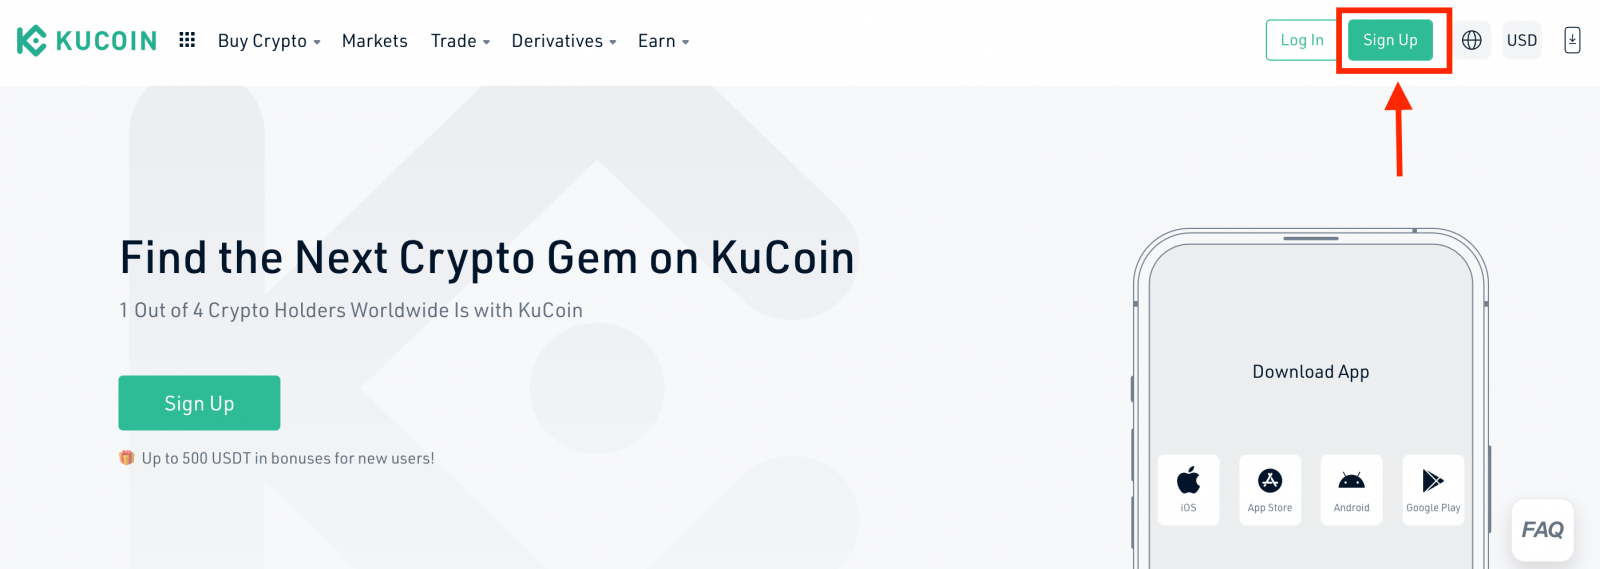 KUCOIN Buy Crypto Markets Trade Derivatives Earn Log In Sign Up USD
Find the Next Crypto Gem on KuCoin
1 Out of 4 Crypto Holders Worldwide Is with KuCoin
Sign Up
Up to 500 USDT in bonuses for new users!
Download App
iOS App Store Android Google Play
FAQ